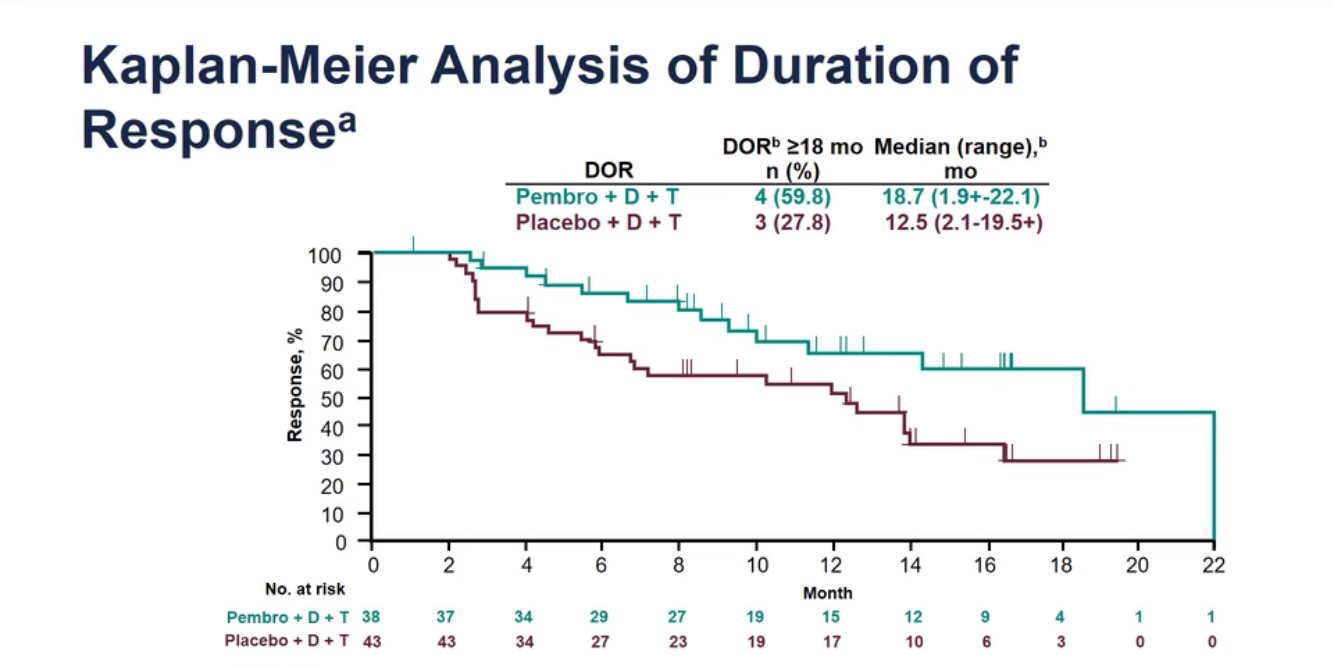 Kaplan-Meier Analysis of Duration of
Responseᵃ
DORᵇ ≥18 mo Median (range),ᵇ
DOR n (%) mo
Pembro + D + T 4 (59.8) 18.7 (1.9+-22.1)
Placebo + D + T 3 (27.8) 12.5 (2.1-19.5+)
100
90
80
70
60
50
40
30
20
10
0
Response, %
0 2 4 6 8 10 12 14 16 18 20 22
No. at risk
Month
Pembro + D + T 38 37 34 29 27 19 15 12 9 4 1 1
Placebo + D + T 43 43 34 27 23 19 17 10 6 3 0 0